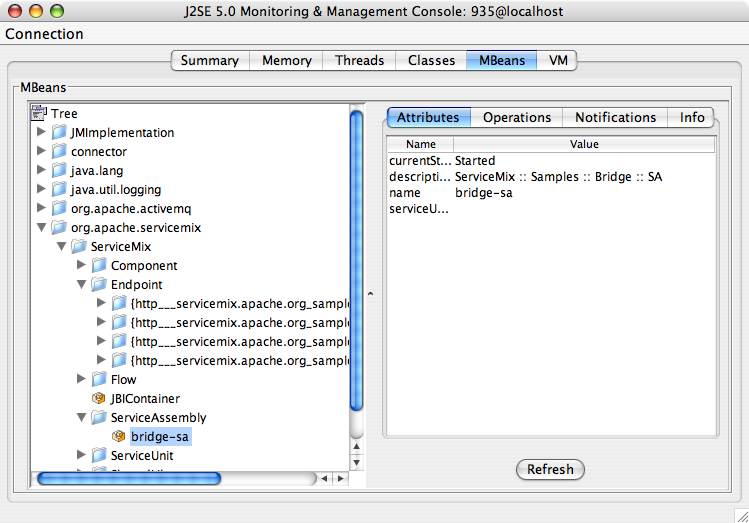 J2SE 5.0 Monitoring & Management Console: 935@localhost
Connection
Summary Memory Threads Classes MBeans VM
MBeans
Tree
JMImplementation
connector
java.lang
java.util.logging
org.apache.activemq
org.apache.servicemix
ServiceMix
Component
Endpoint
{http___servicemix.apache.org_sample
{http___servicemix.apache.org_sample
{http___servicemix.apache.org_sample
{http___servicemix.apache.org_sample
Flow
JBIContainer
ServiceAssembly
bridge-sa
ServiceUnit
Attributes Operations Notifications Info
Name Value
currentSt... Started
descripti... ServiceMix :: Samples :: Bridge :: SA
name bridge-sa
serviceU...
Refresh